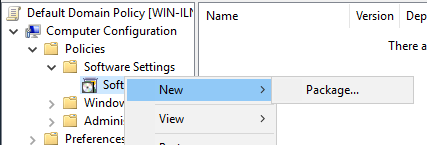 Default Domain Policy [WIN-ILN
Computer Configuration
Policies
Software Settings
Soft
Window
Adminis
Preferences
Name
Version
Dep
There a
New
View
Package...